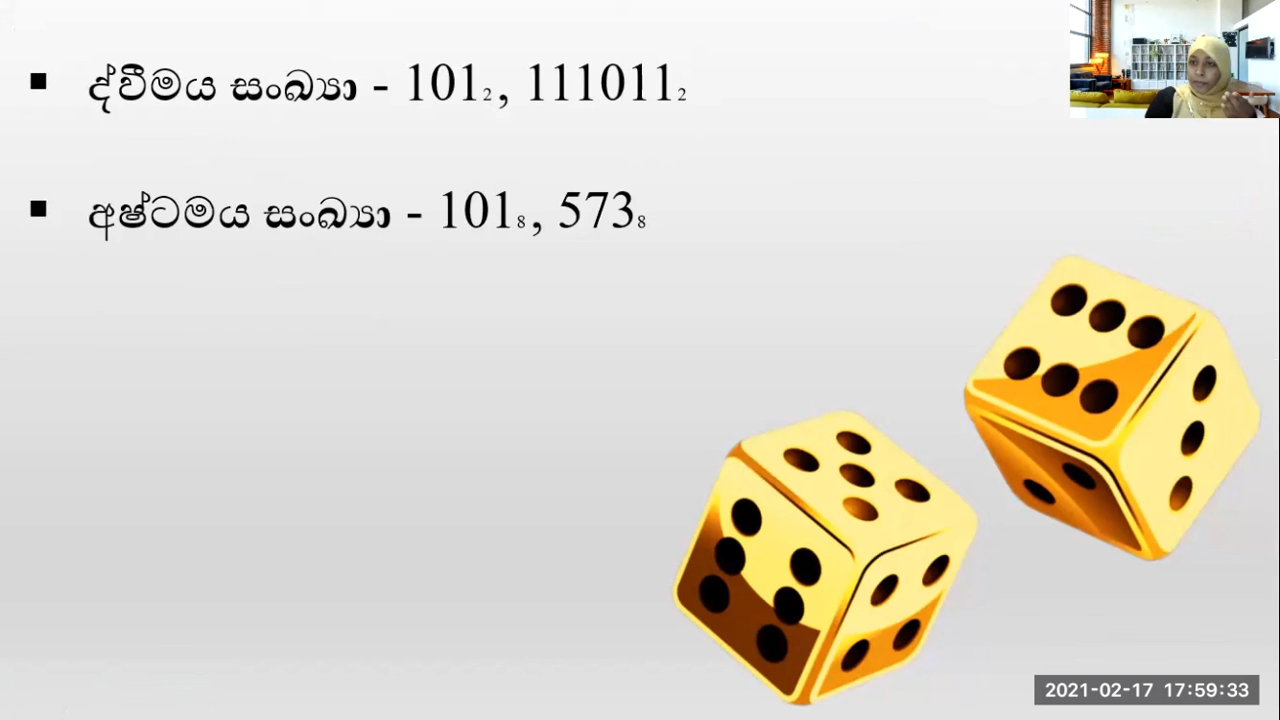 ▪ ද්වීමය සංඛ්‍යා - 101₂, 111011₂
▪ අෂ්ටමය සංඛ්‍යා - 101₈, 573₈
2021-02-17 17:59:33